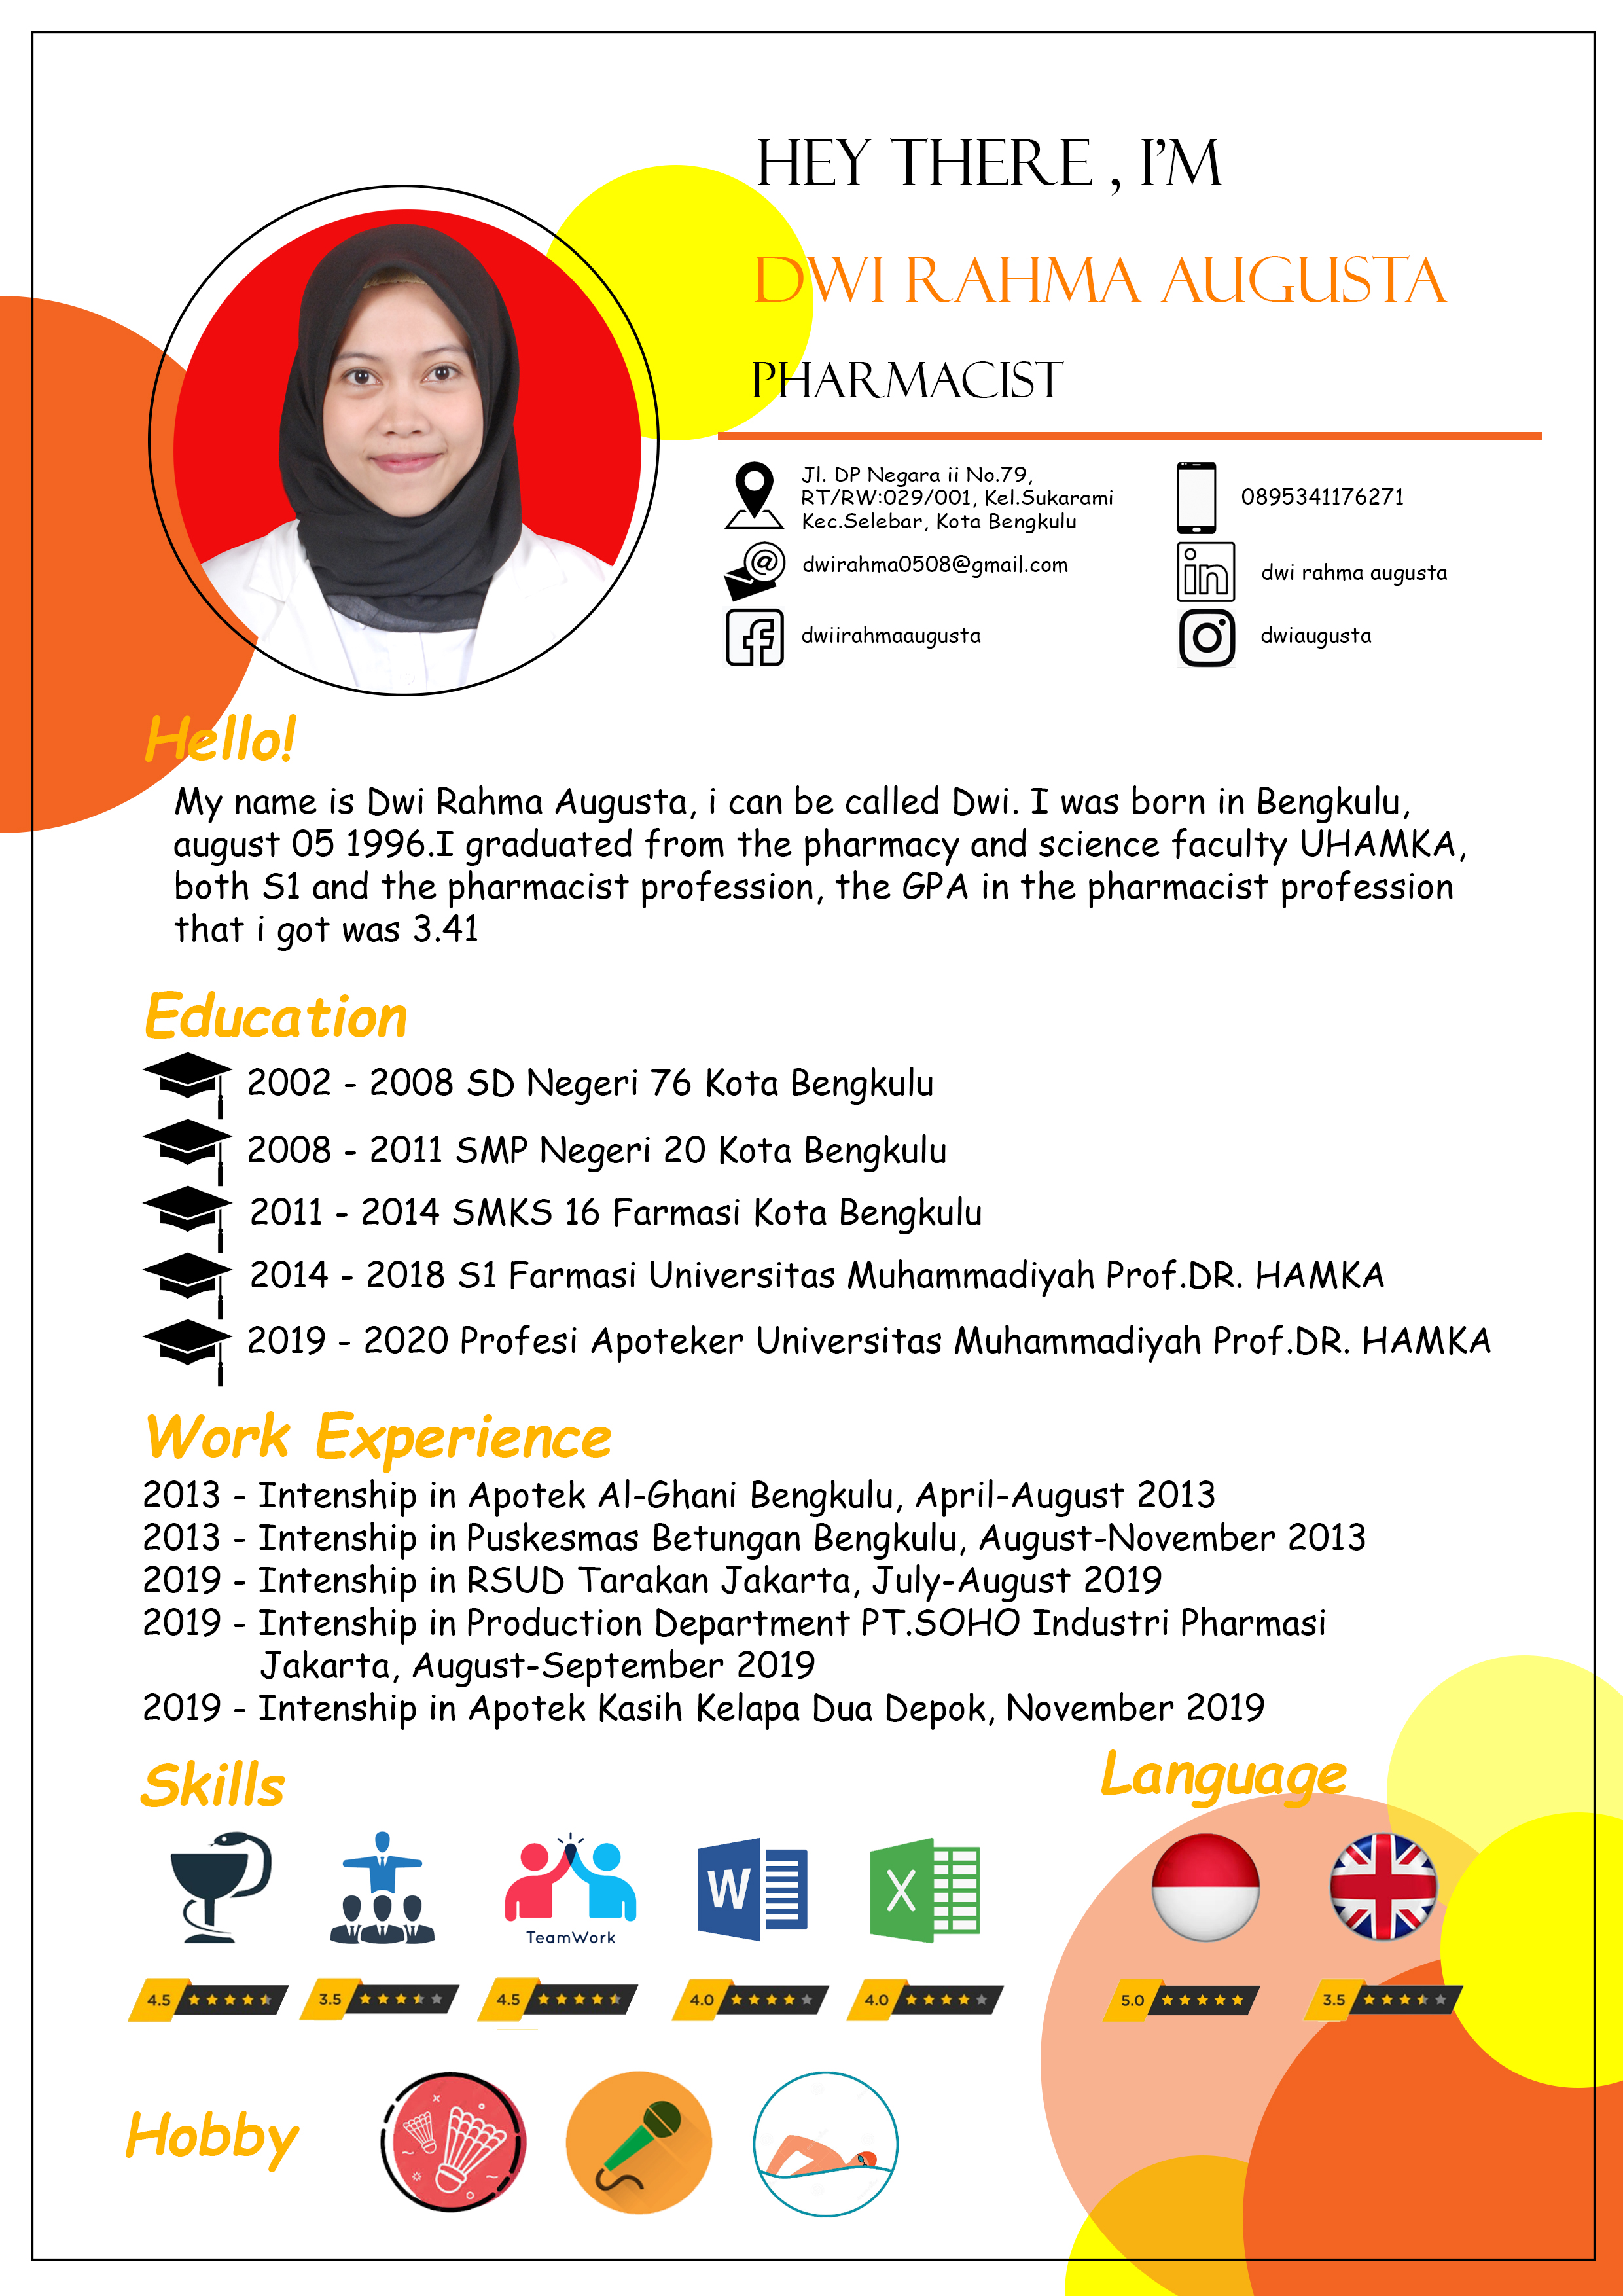 HEY THERE , I'M
DWI RAHMA AUGUSTA
PHARMACIST
Jl. DP Negara ii No.79,
RT/RW:029/001, Kel.Sukarami
Kec.Selebar, Kota Bengkulu
0895341176271
dwirahma0508@gmail.com
dwi rahma augusta
dwiirahmaaugusta
dwiaugusta
Hello!
My name is Dwi Rahma Augusta, i can be called Dwi. I was born in Bengkulu,
august 05 1996.I graduated from the pharmacy and science faculty UHAMKA,
both S1 and the pharmacist profession, the GPA in the pharmacist profession
that i got was 3.41
Education
2002 - 2008 SD Negeri 76 Kota Bengkulu
2008 - 2011 SMP Negeri 20 Kota Bengkulu
2011 - 2014 SMKS 16 Farmasi Kota Bengkulu
2014 - 2018 S1 Farmasi Universitas Muhammadiyah Prof.DR. HAMKA
2019 - 2020 Profesi Apoteker Universitas Muhammadiyah Prof.DR. HAMKA
Work Experience
2013 - Intenship in Apotek Al-Ghani Bengkulu, April-August 2013
2013 - Intenship in Puskesmas Betungan Bengkulu, August-November 2013
2019 - Intenship in RSUD Tarakan Jakarta, July-August 2019
2019 - Intenship in Production Department PT.SOHO Industri Pharmasi
Jakarta, August-September 2019
2019 - Intenship in Apotek Kasih Kelapa Dua Depok, November 2019
Skills
TeamWork
W
X
4.5
3.5
4.5
4.0
4.0
Language
5.0
3.5
Hobby